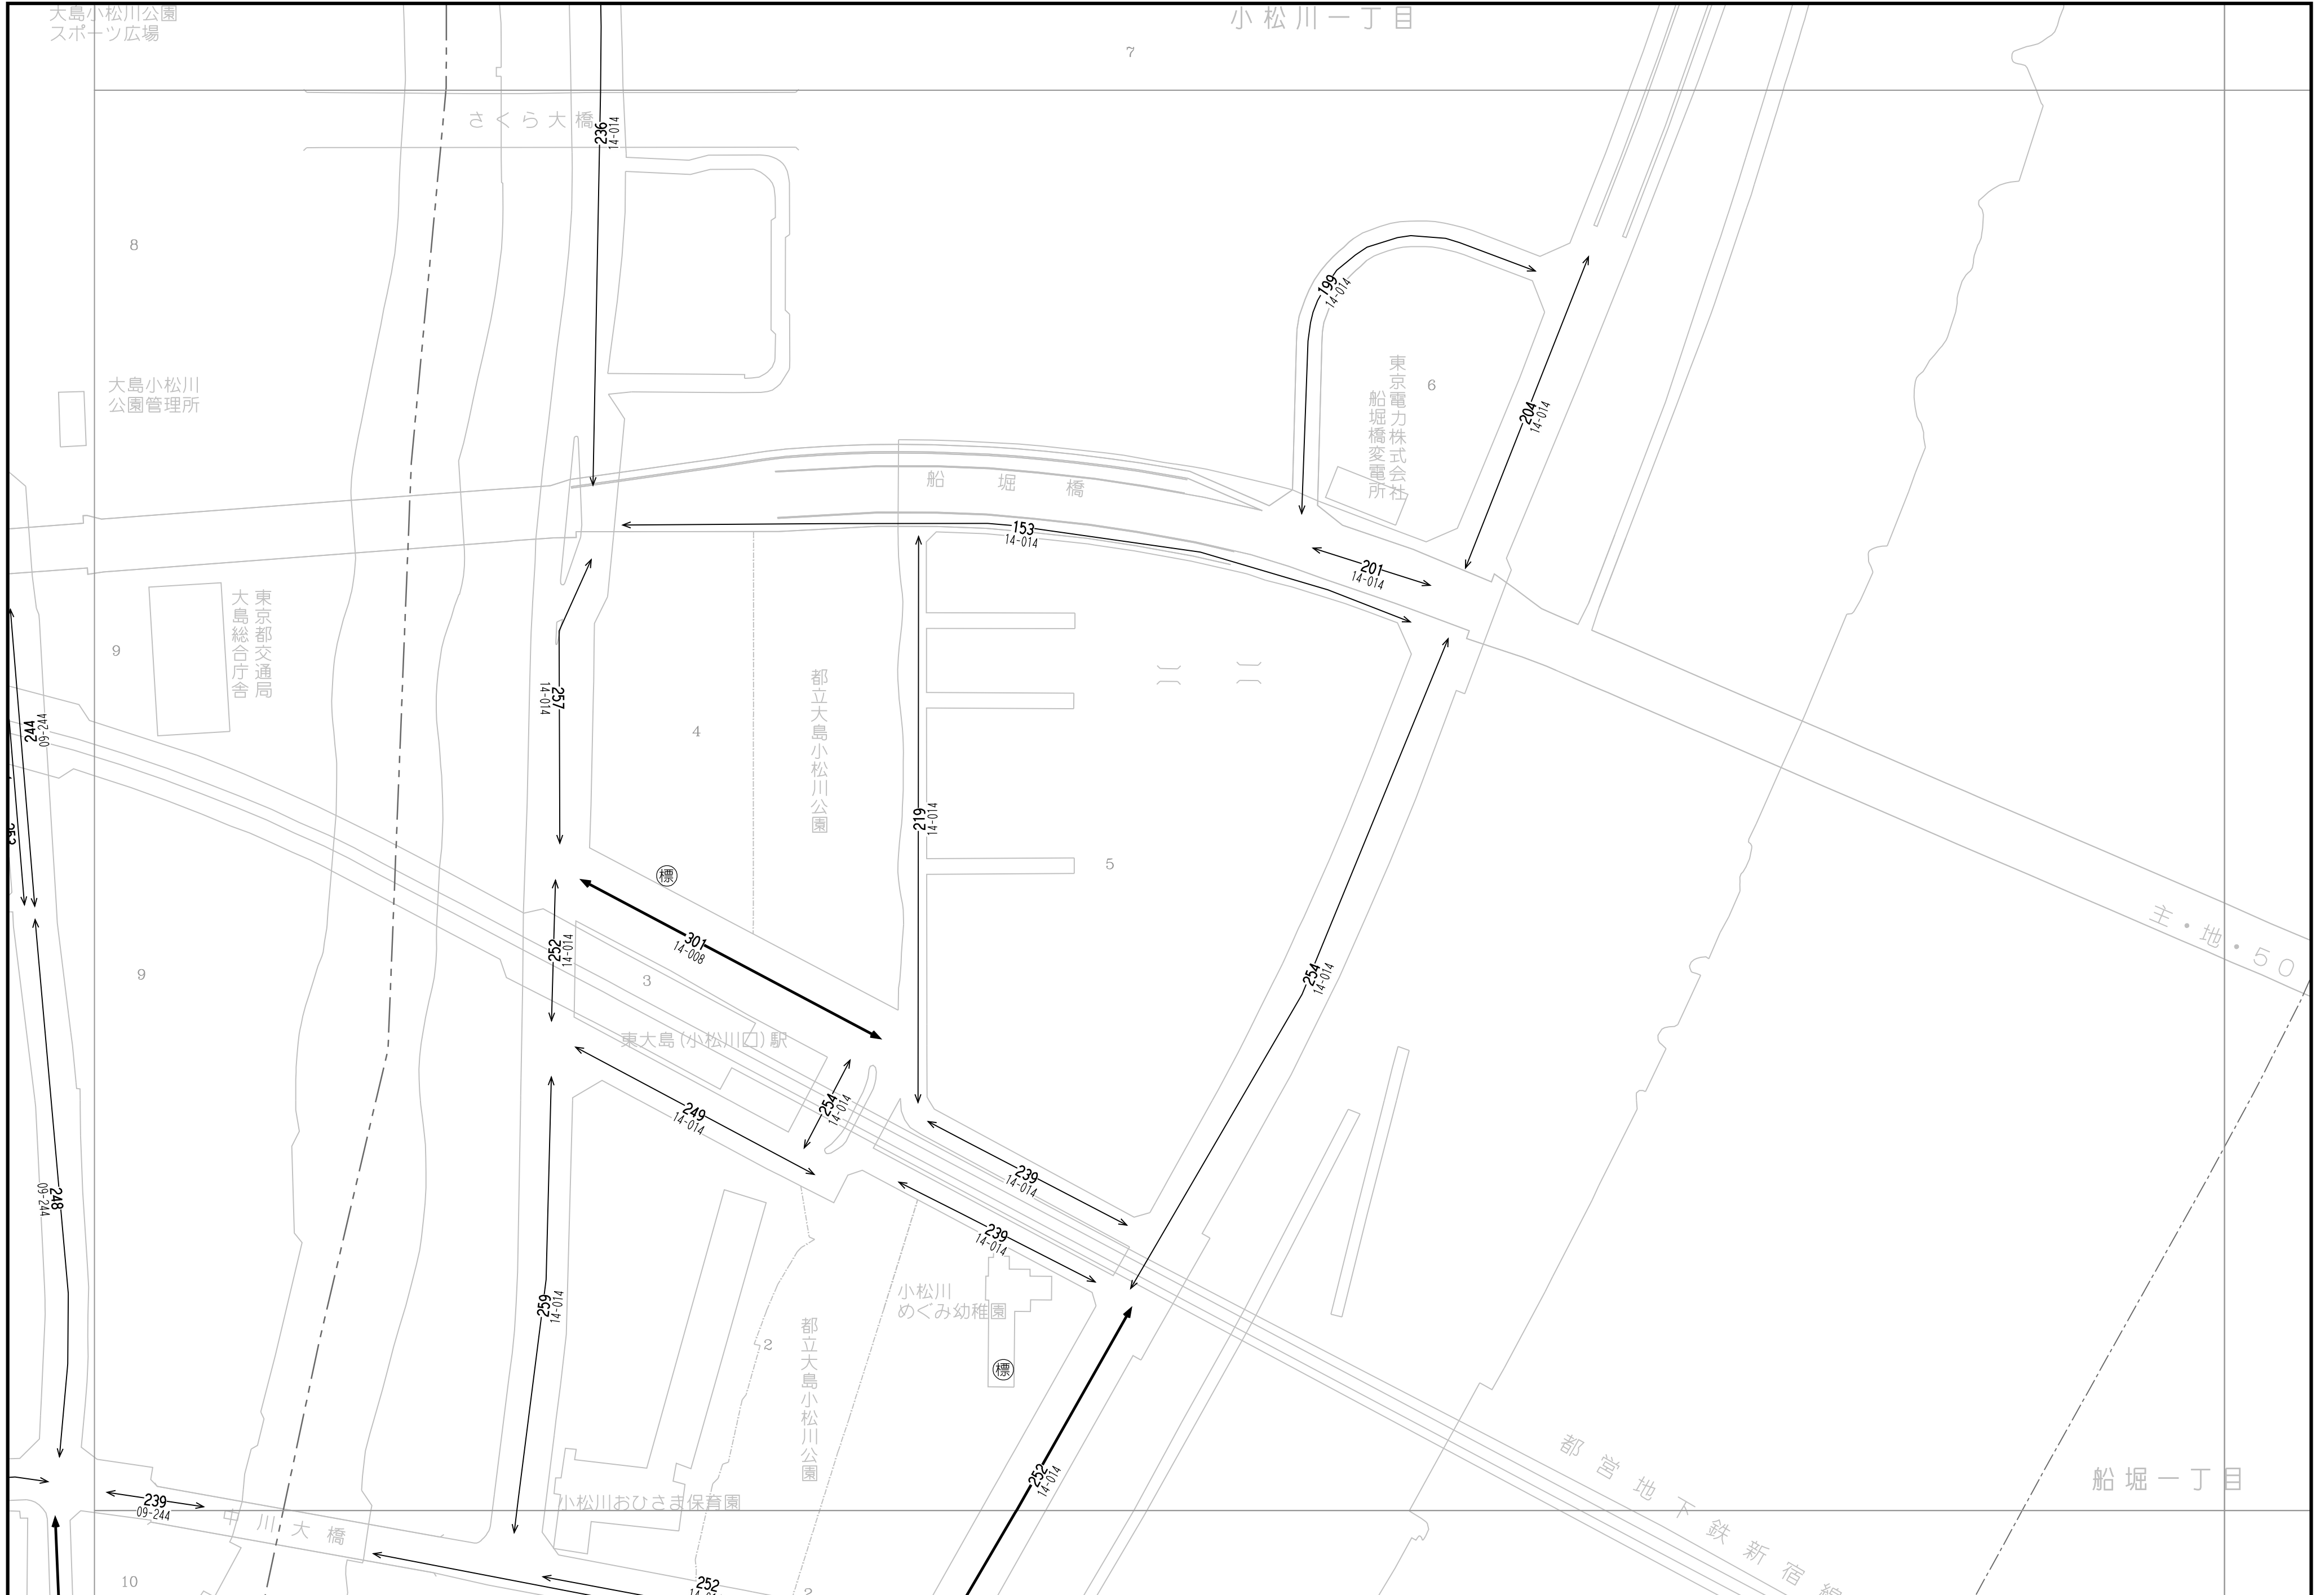 大島小松川公園
スポーツ広場
小松川一丁目
7
さくら大橋
236
14-014
8
199
14-014
大島小松川
公園管理所
東京電力株式会社
船堀橋変電所
6
204
14-014
船堀橋
153
14-014
201
14-014
東京都交通局
大島総合庁舎
9
都立大島小松川公園
257
14-014
4
244
09-244
253
219
14-014
5
標
主・地・50
301
14-008
252
14-014
254
14-014
9
3
東大島(小松川口)駅
249
14-014
254
14-014
239
14-014
248
09-244
239
14-014
259
14-014
小松川
めぐみ幼稚園
2
都立大島小松川公園
標
252
14-014
都営地下鉄新宿線
船堀一丁目
239
09-244
小松川おひさま保育園
中川大橋
10
252
2